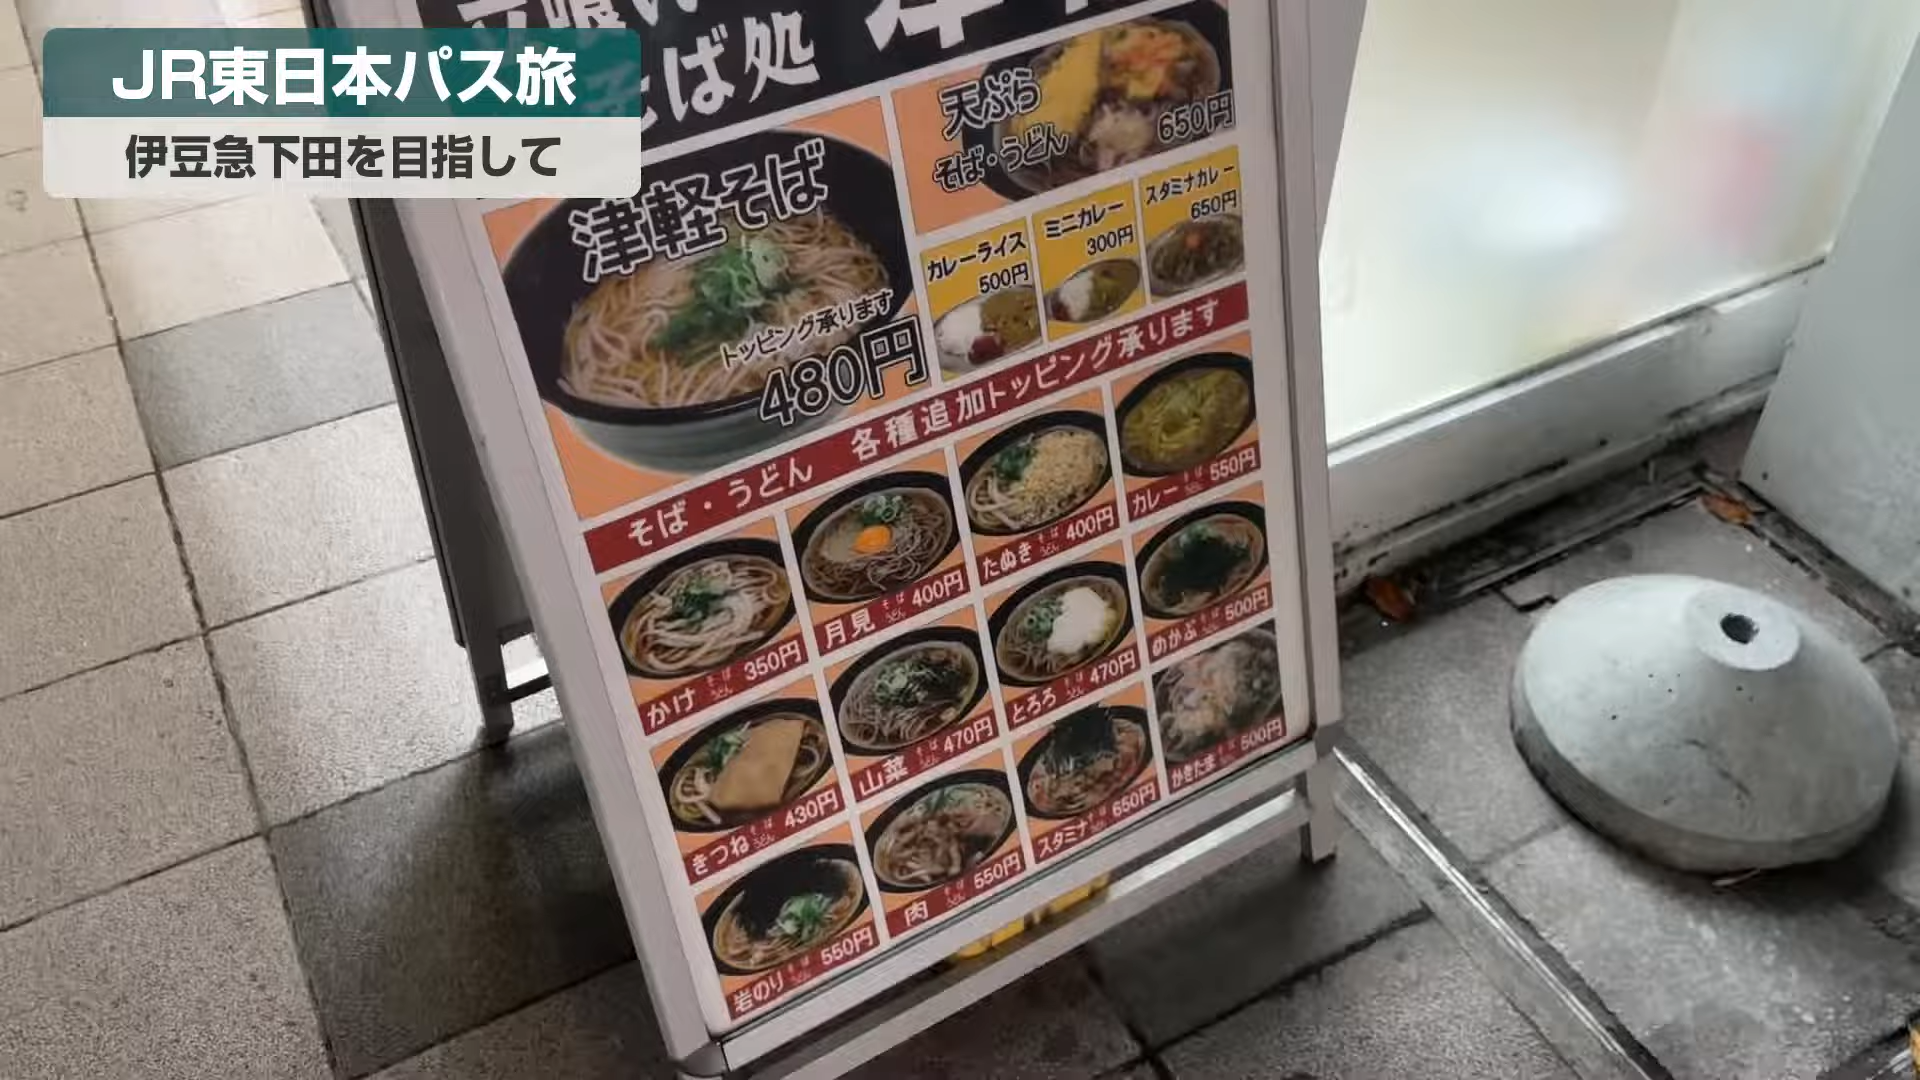 JR東日本パス旅
伊豆急下田を目指して
そば処
津軽そば
トッピング承ります
480円
天ぷら
そば・うどん
650円
カレーライス
500円
ミニカレー
300円
スタミナカレー
650円
そば・うどん 各種追加トッピング承ります
かけ そば うどん 350円
月見 そば うどん 400円
たぬき そば うどん 400円
カレー そば うどん 550円
きつね そば うどん 430円
山菜 そば うどん 470円
とろろ そば うどん 470円
めかぶ そば うどん 500円
岩のり そば うどん 550円
肉 そば うどん 550円
スタミナ そば うどん 650円
かきたま そば うどん 500円